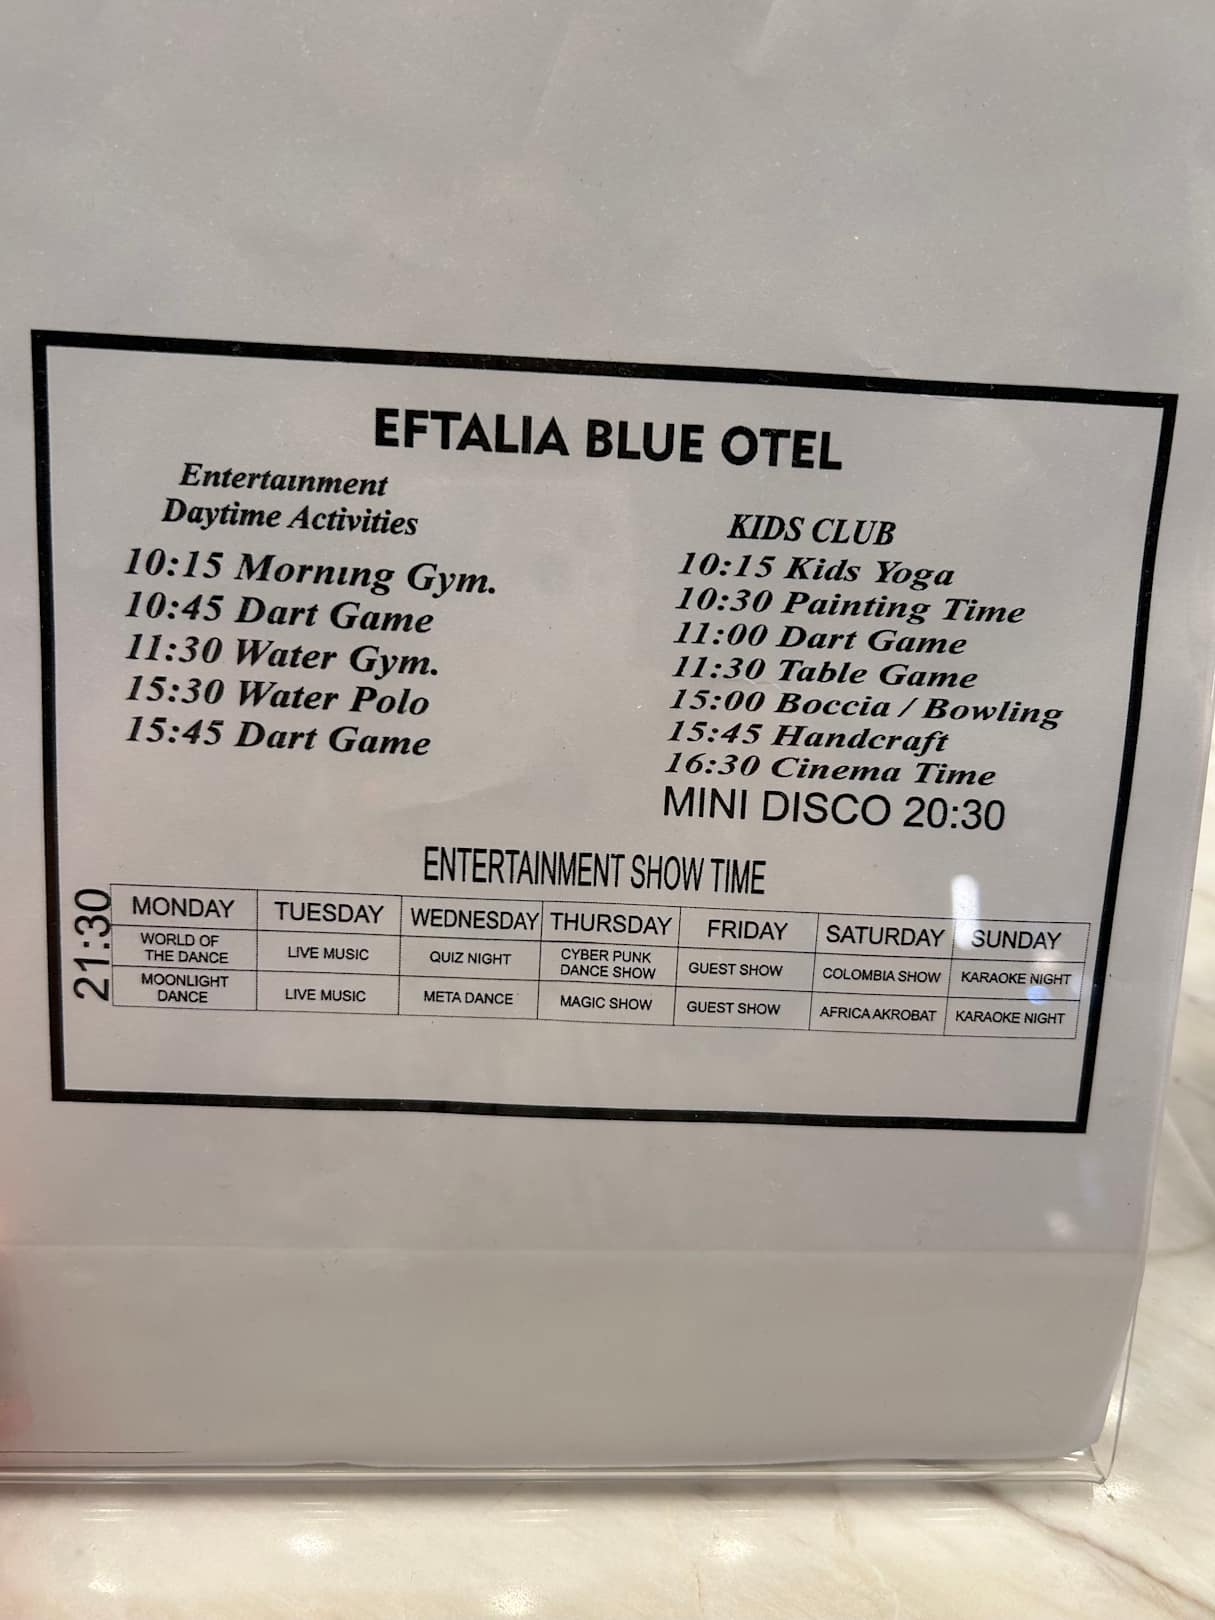 EFTALIA BLUE OTEL
Entertaınment
Daytime Activities
10:15 Mornıng Gym.
10:45 Dart Game
11:30 Water Gym.
15:30 Water Polo
15:45 Dart Game
KIDS CLUB
10:15 Kids Yoga
10:30 Painting Time
11:00 Dart Game
11:30 Table Game
15:00 Boccia / Bowling
15:45 Handcraft
16:30 Cinema Time
MINI DISCO 20:30
ENTERTAINMENT SHOW TIME
21:30
MONDAY TUESDAY WEDNESDAY THURSDAY FRIDAY SATURDAY SUNDAY
WORLD OF
THE DANCE
LIVE MUSIC
QUIZ NIGHT
CYBER PUNK
DANCE SHOW
GUEST SHOW
COLOMBIA SHOW
KARAOKE NIGHT
MOONLIGHT
DANCE
LIVE MUSIC
META DANCE
MAGIC SHOW
GUEST SHOW
AFRICA AKROBAT
KARAOKE NIGHT